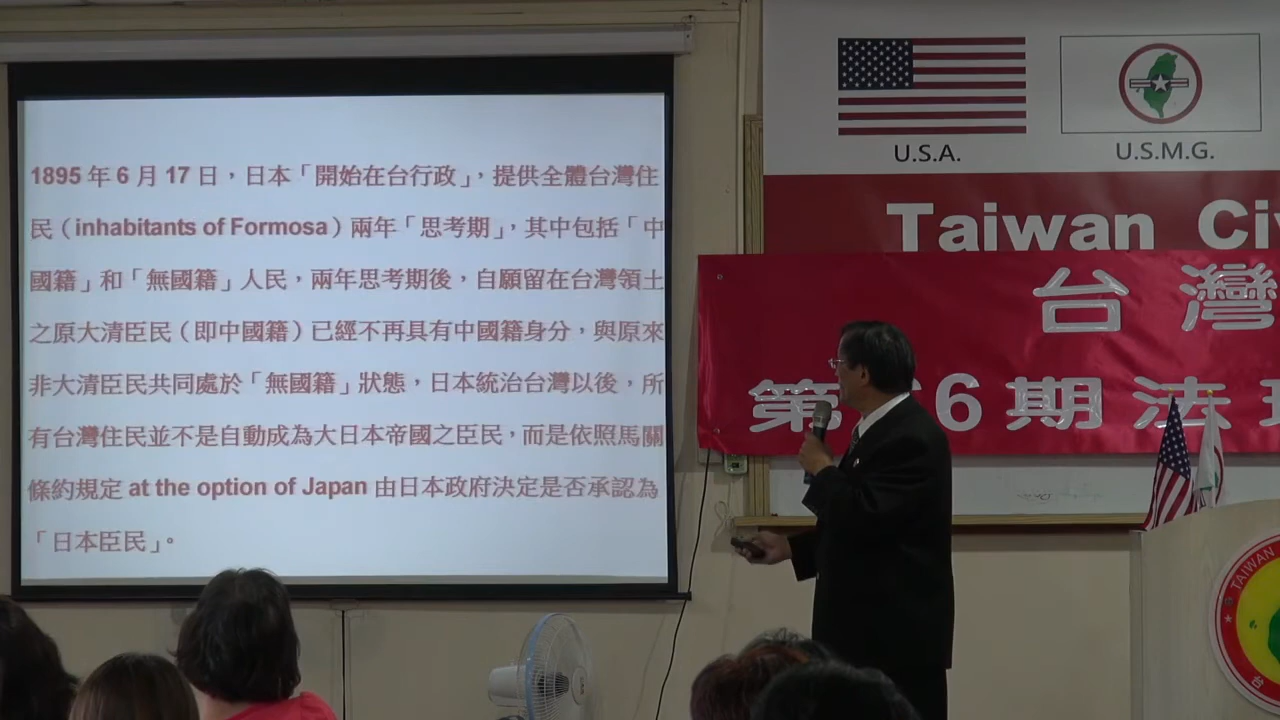 1895 年 6 月 17 日，日本「開始在台行政」，提供全體台灣住
民（inhabitants of Formosa）兩年「思考期」，其中包括「中
國籍」和「無國籍」人民，兩年思考期後，自願留在台灣領土
之原大清臣民（即中國籍）已經不再具有中國籍身分，與原來
非大清臣民共同處於「無國籍」狀態，日本統治台灣以後，所
有台灣住民並不是自動成為大日本帝國之臣民，而是依照馬關
條約規定 at the option of Japan 由日本政府決定是否承認為
「日本臣民」。
U.S.A.
U.S.M.G.
Taiwan Civ
台灣
第 6期法
TAIWAN
台